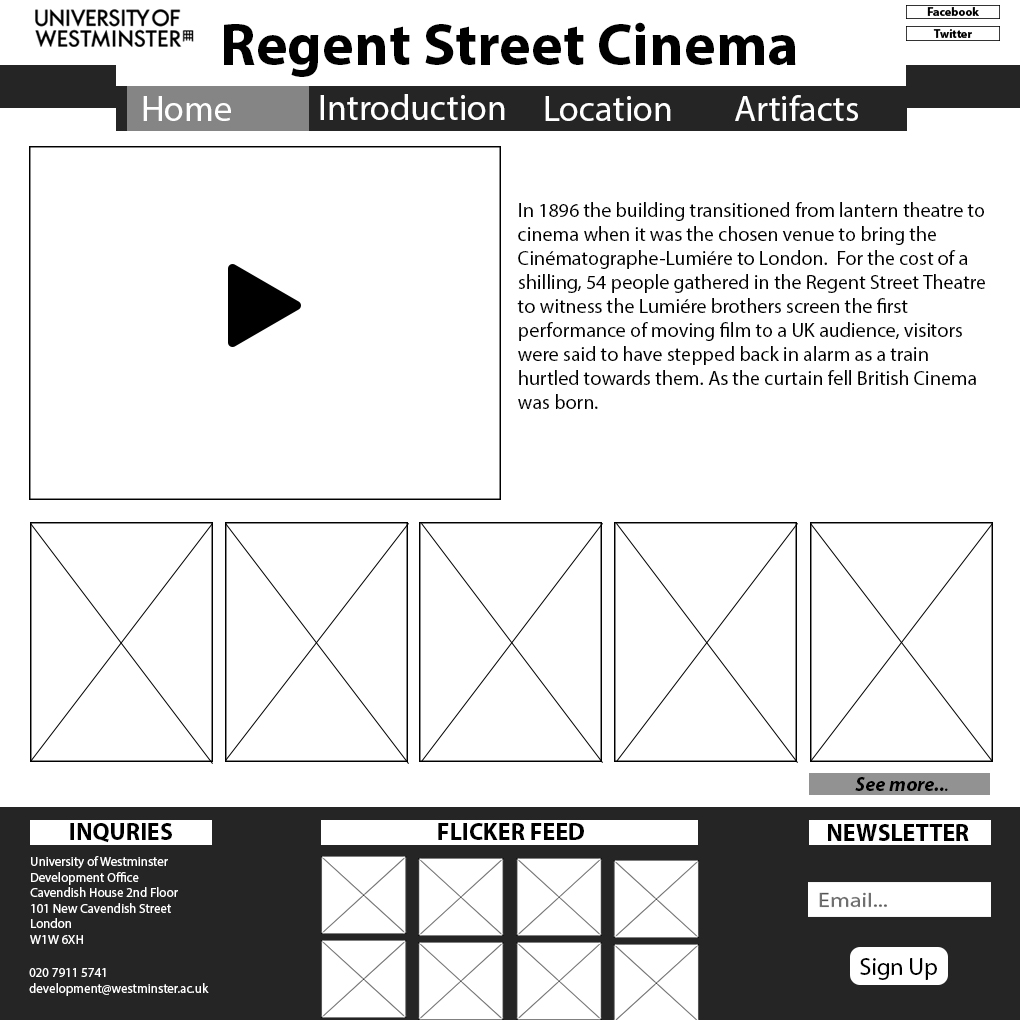 UNIVERSITY OF
WESTMINSTER
Regent Street Cinema
Facebook
Twitter
Home Introduction Location Artifacts
In 1896 the building transitioned from lantern theatre to
cinema when it was the chosen venue to bring the
Cinématographe-Lumiére to London.  For the cost of a
shilling, 54 people gathered in the Regent Street Theatre
to witness the Lumiére brothers screen the first
performance of moving film to a UK audience, visitors
were said to have stepped back in alarm as a train
hurtled towards them. As the curtain fell British Cinema
was born.
See more...
INQURIES
University of Westminster
Development Office
Cavendish House 2nd Floor
101 New Cavendish Street
London
W1W 6XH
020 7911 5741
development@westminster.ac.uk
FLICKER FEED
NEWSLETTER
Email...
Sign Up